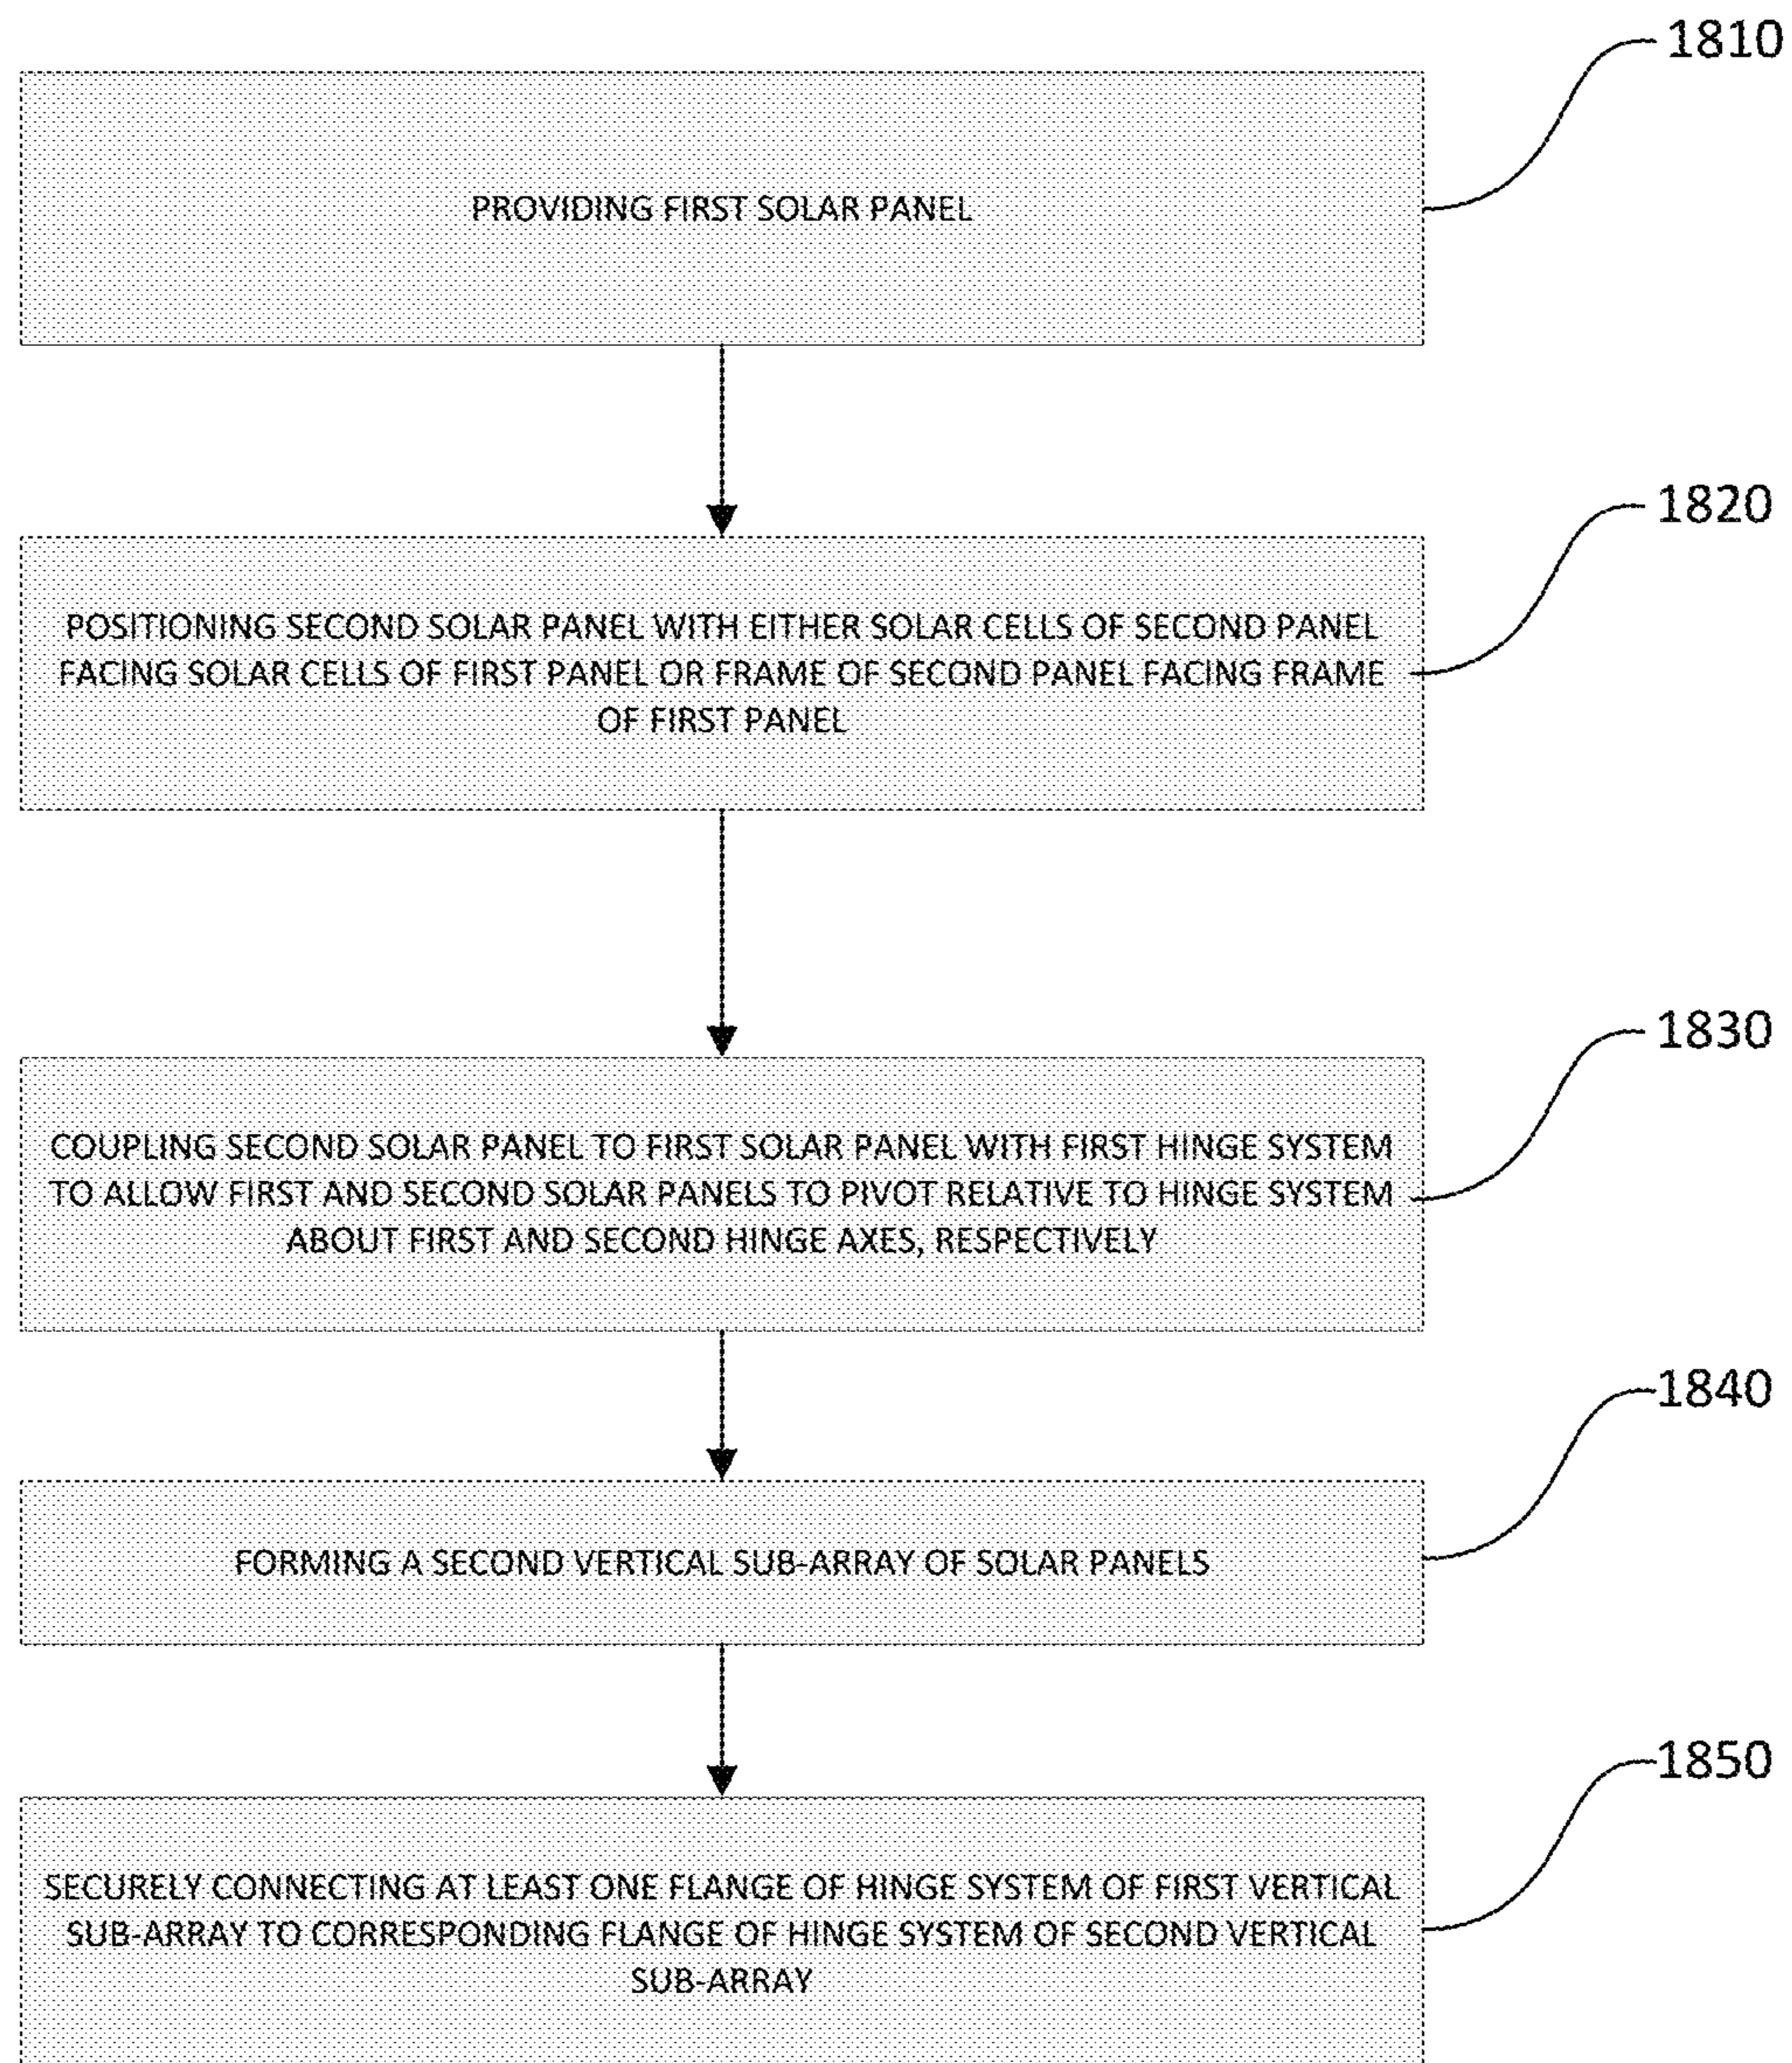 1810
PROVIDING FIRST SOLAR PANEL
1820
POSITIONING SECOND SOLAR PANEL WITH EITHER SOLAR CELLS OF SECOND PANEL
FACING SOLAR CELLS OF FIRST PANEL OR FRAME OF SECOND PANEL FACING FRAME
OF FIRST PANEL
1830
COUPLING SECOND SOLAR PANEL TO FIRST SOLAR PANEL WITH FIRST HINGE SYSTEM
TO ALLOW FIRST AND SECOND SOLAR PANELS TO PIVOT RELATIVE TO HINGE SYSTEM
ABOUT FIRST AND SECOND HINGE AXES, RESPECTIVELY
1840
FORMING A SECOND VERTICAL SUB-ARRAY OF SOLAR PANELS
1850
SECURELY CONNECTING AT LEAST ONE FLANGE OF HINGE SYSTEM OF FIRST VERTICAL
SUB-ARRAY TO CORRESPONDING FLANGE OF HINGE SYSTEM OF SECOND VERTICAL
SUB-ARRAY